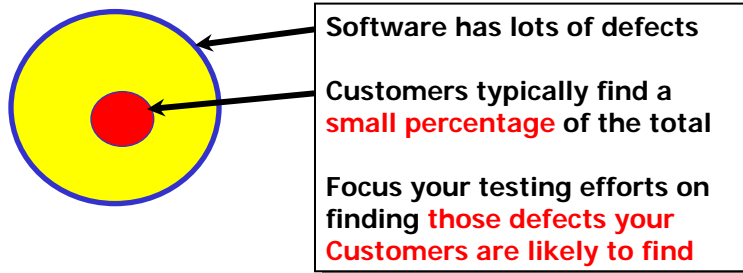 Software has lots of defects
Customers typically find a
small percentage of the total
Focus your testing efforts on
finding those defects your
Customers are likely to find